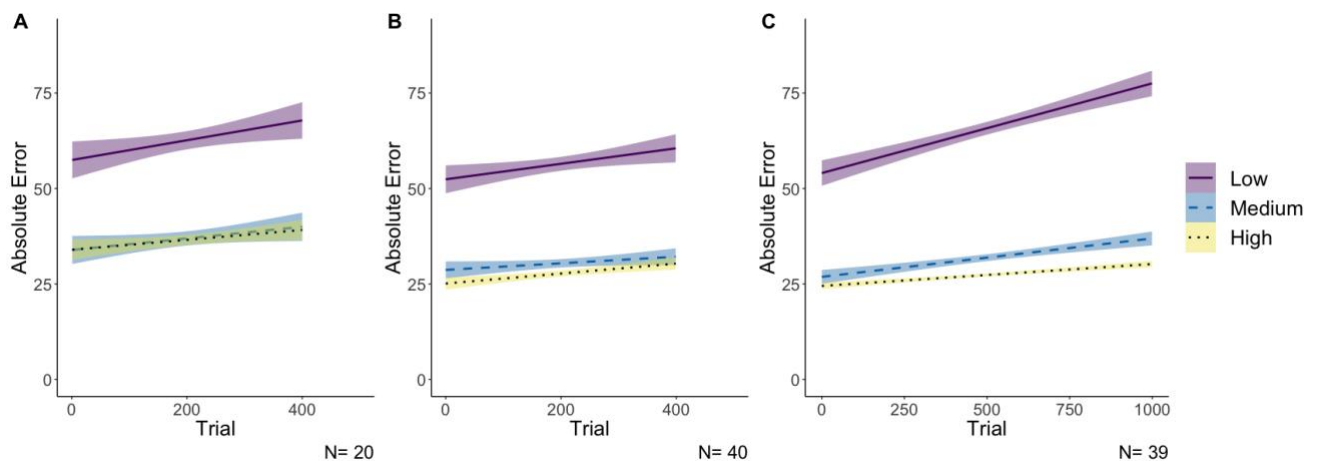 A
Absolute Error
75
50
25
0
0 200 400
Trial
N= 20
B
Absolute Error
75
50
25
0
0 200 400
Trial
N= 40
C
Absolute Error
75
50
25
0
0 250 500 750 1000
Trial
N= 39
Low
Medium
High